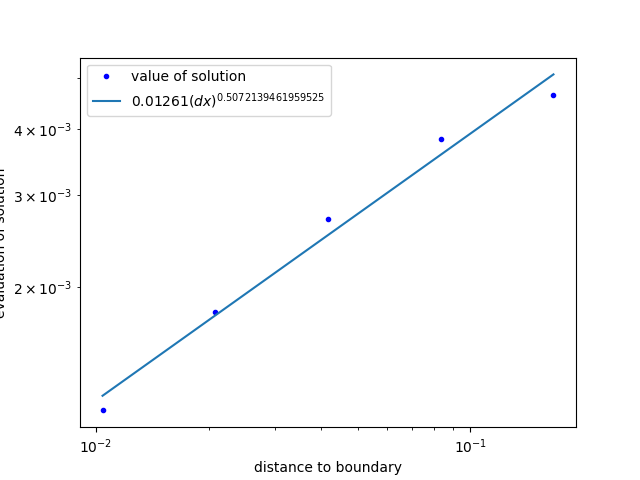 value of solution
0.01261(dx)^0.5072139461959525
4 × 10^−3
3 × 10^−3
2 × 10^−3
evaluation of solution
10^−2
10^−1
distance to boundary